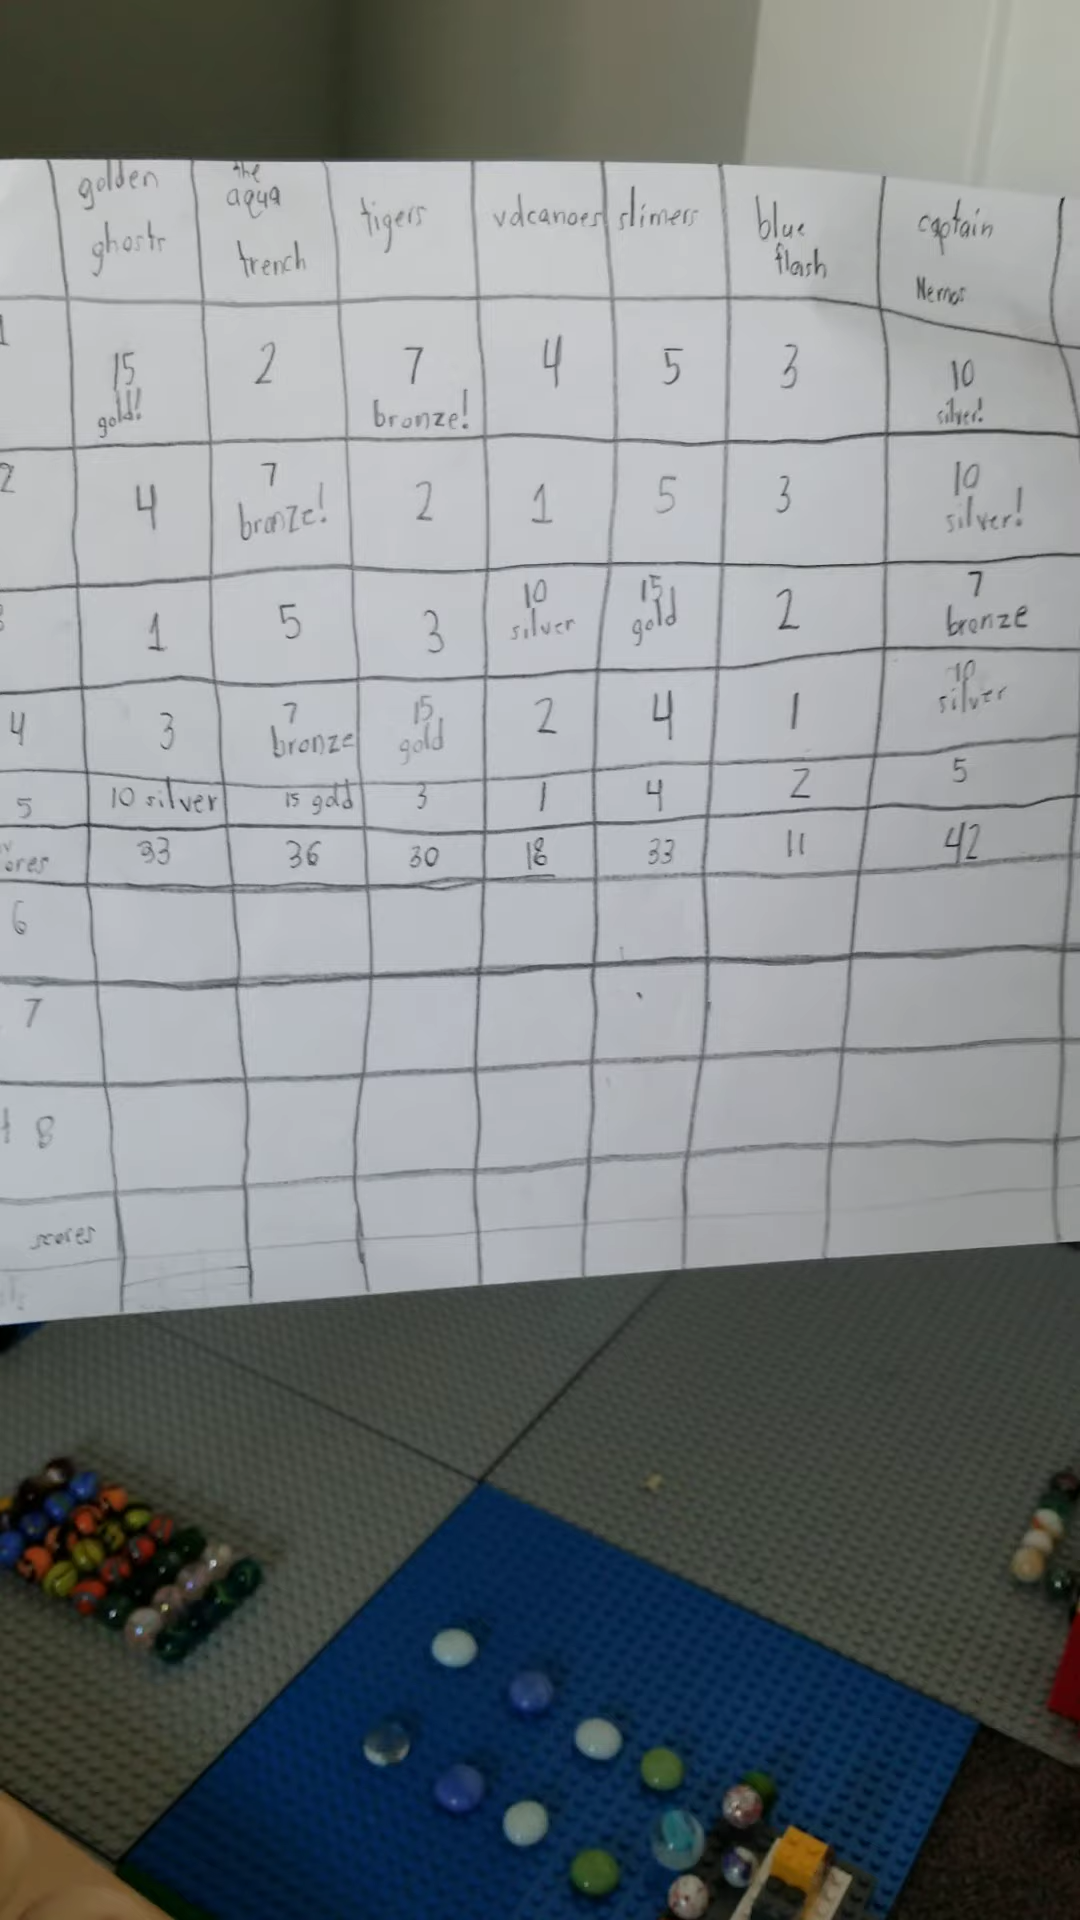 golden ghosts the aqua trench tigers volcanoes slimers blue flash captain Nemos
1 15 gold! 2 7 bronze! 4 5 3 10 silver!
2 4 7 bronze! 2 1 5 3 10 silver!
1 5 3 10 silver 15 gold 2 7 bronze
4 3 7 bronze 15 gold 2 4 1 10 silver
5 10 silver 15 gold 3 1 4 2 5
33 36 30 18 33 11 42
6
7
8
scores